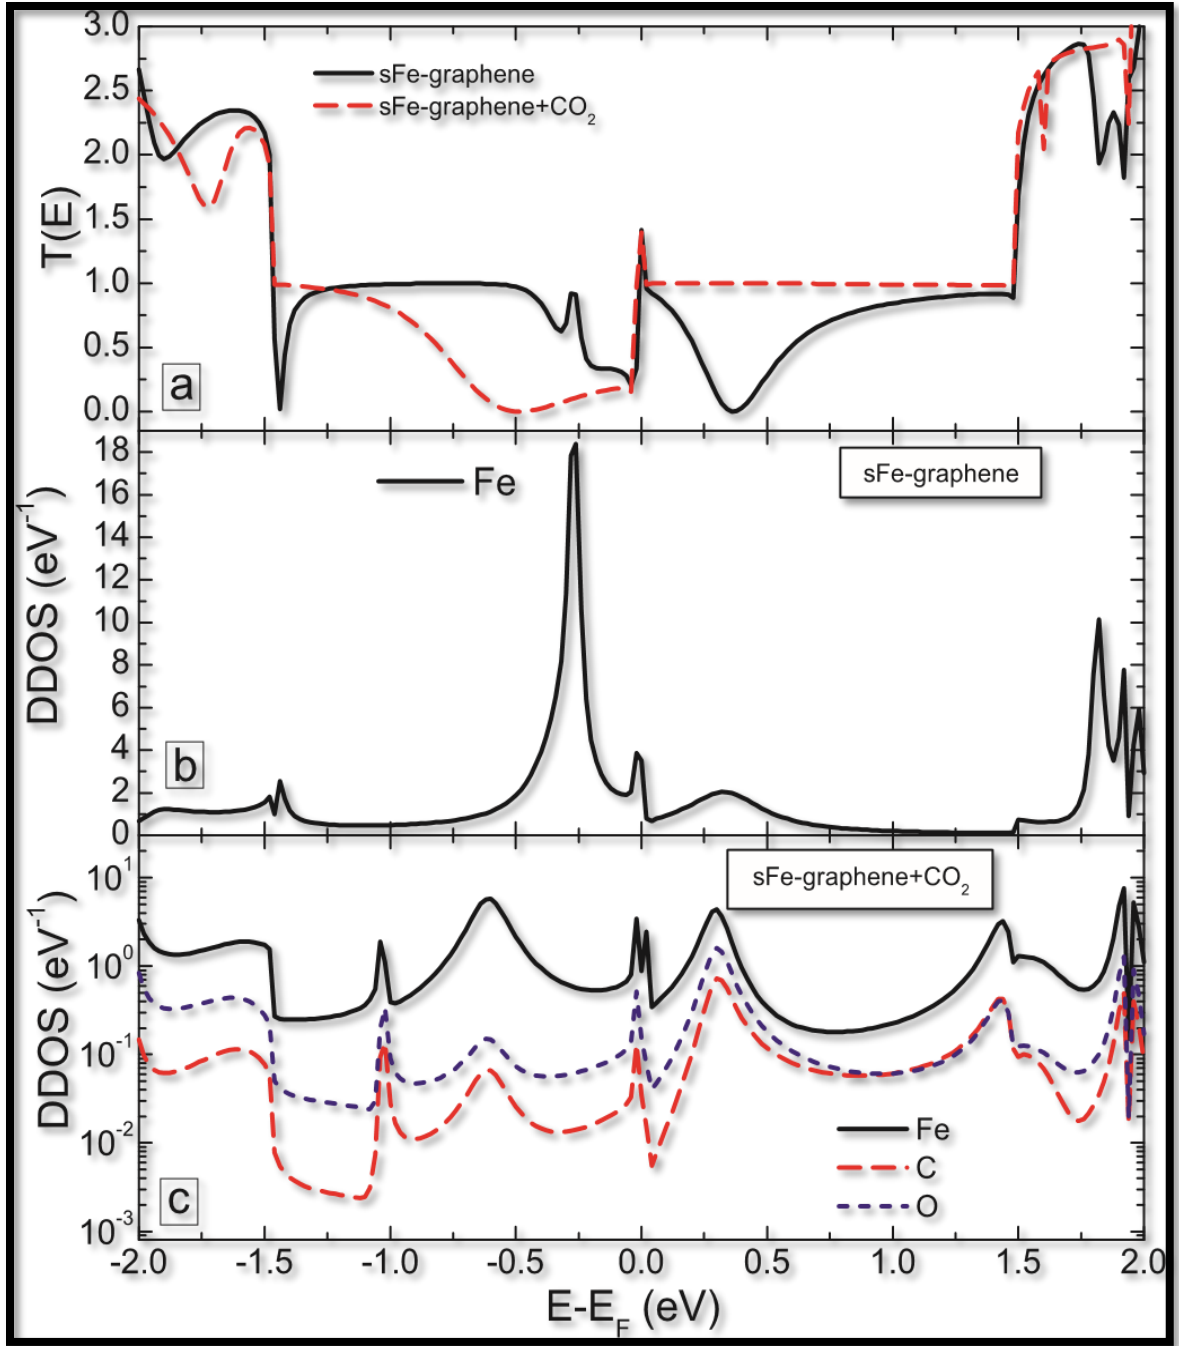 3.0
2.5
2.0
1.5
1.0
0.5
0.0
T(E)
sFe-graphene
sFe-graphene+CO₂
a
18
16
14
12
10
8
6
4
2
0
DDOS (eV⁻¹)
Fe
sFe-graphene
b
10¹
10⁰
10⁻¹
10⁻²
10⁻³
DDOS (eV⁻¹)
sFe-graphene+CO₂
Fe
C
O
c
-2.0 -1.5 -1.0 -0.5 0.0 0.5 1.0 1.5 2.0
E-E_F (eV)